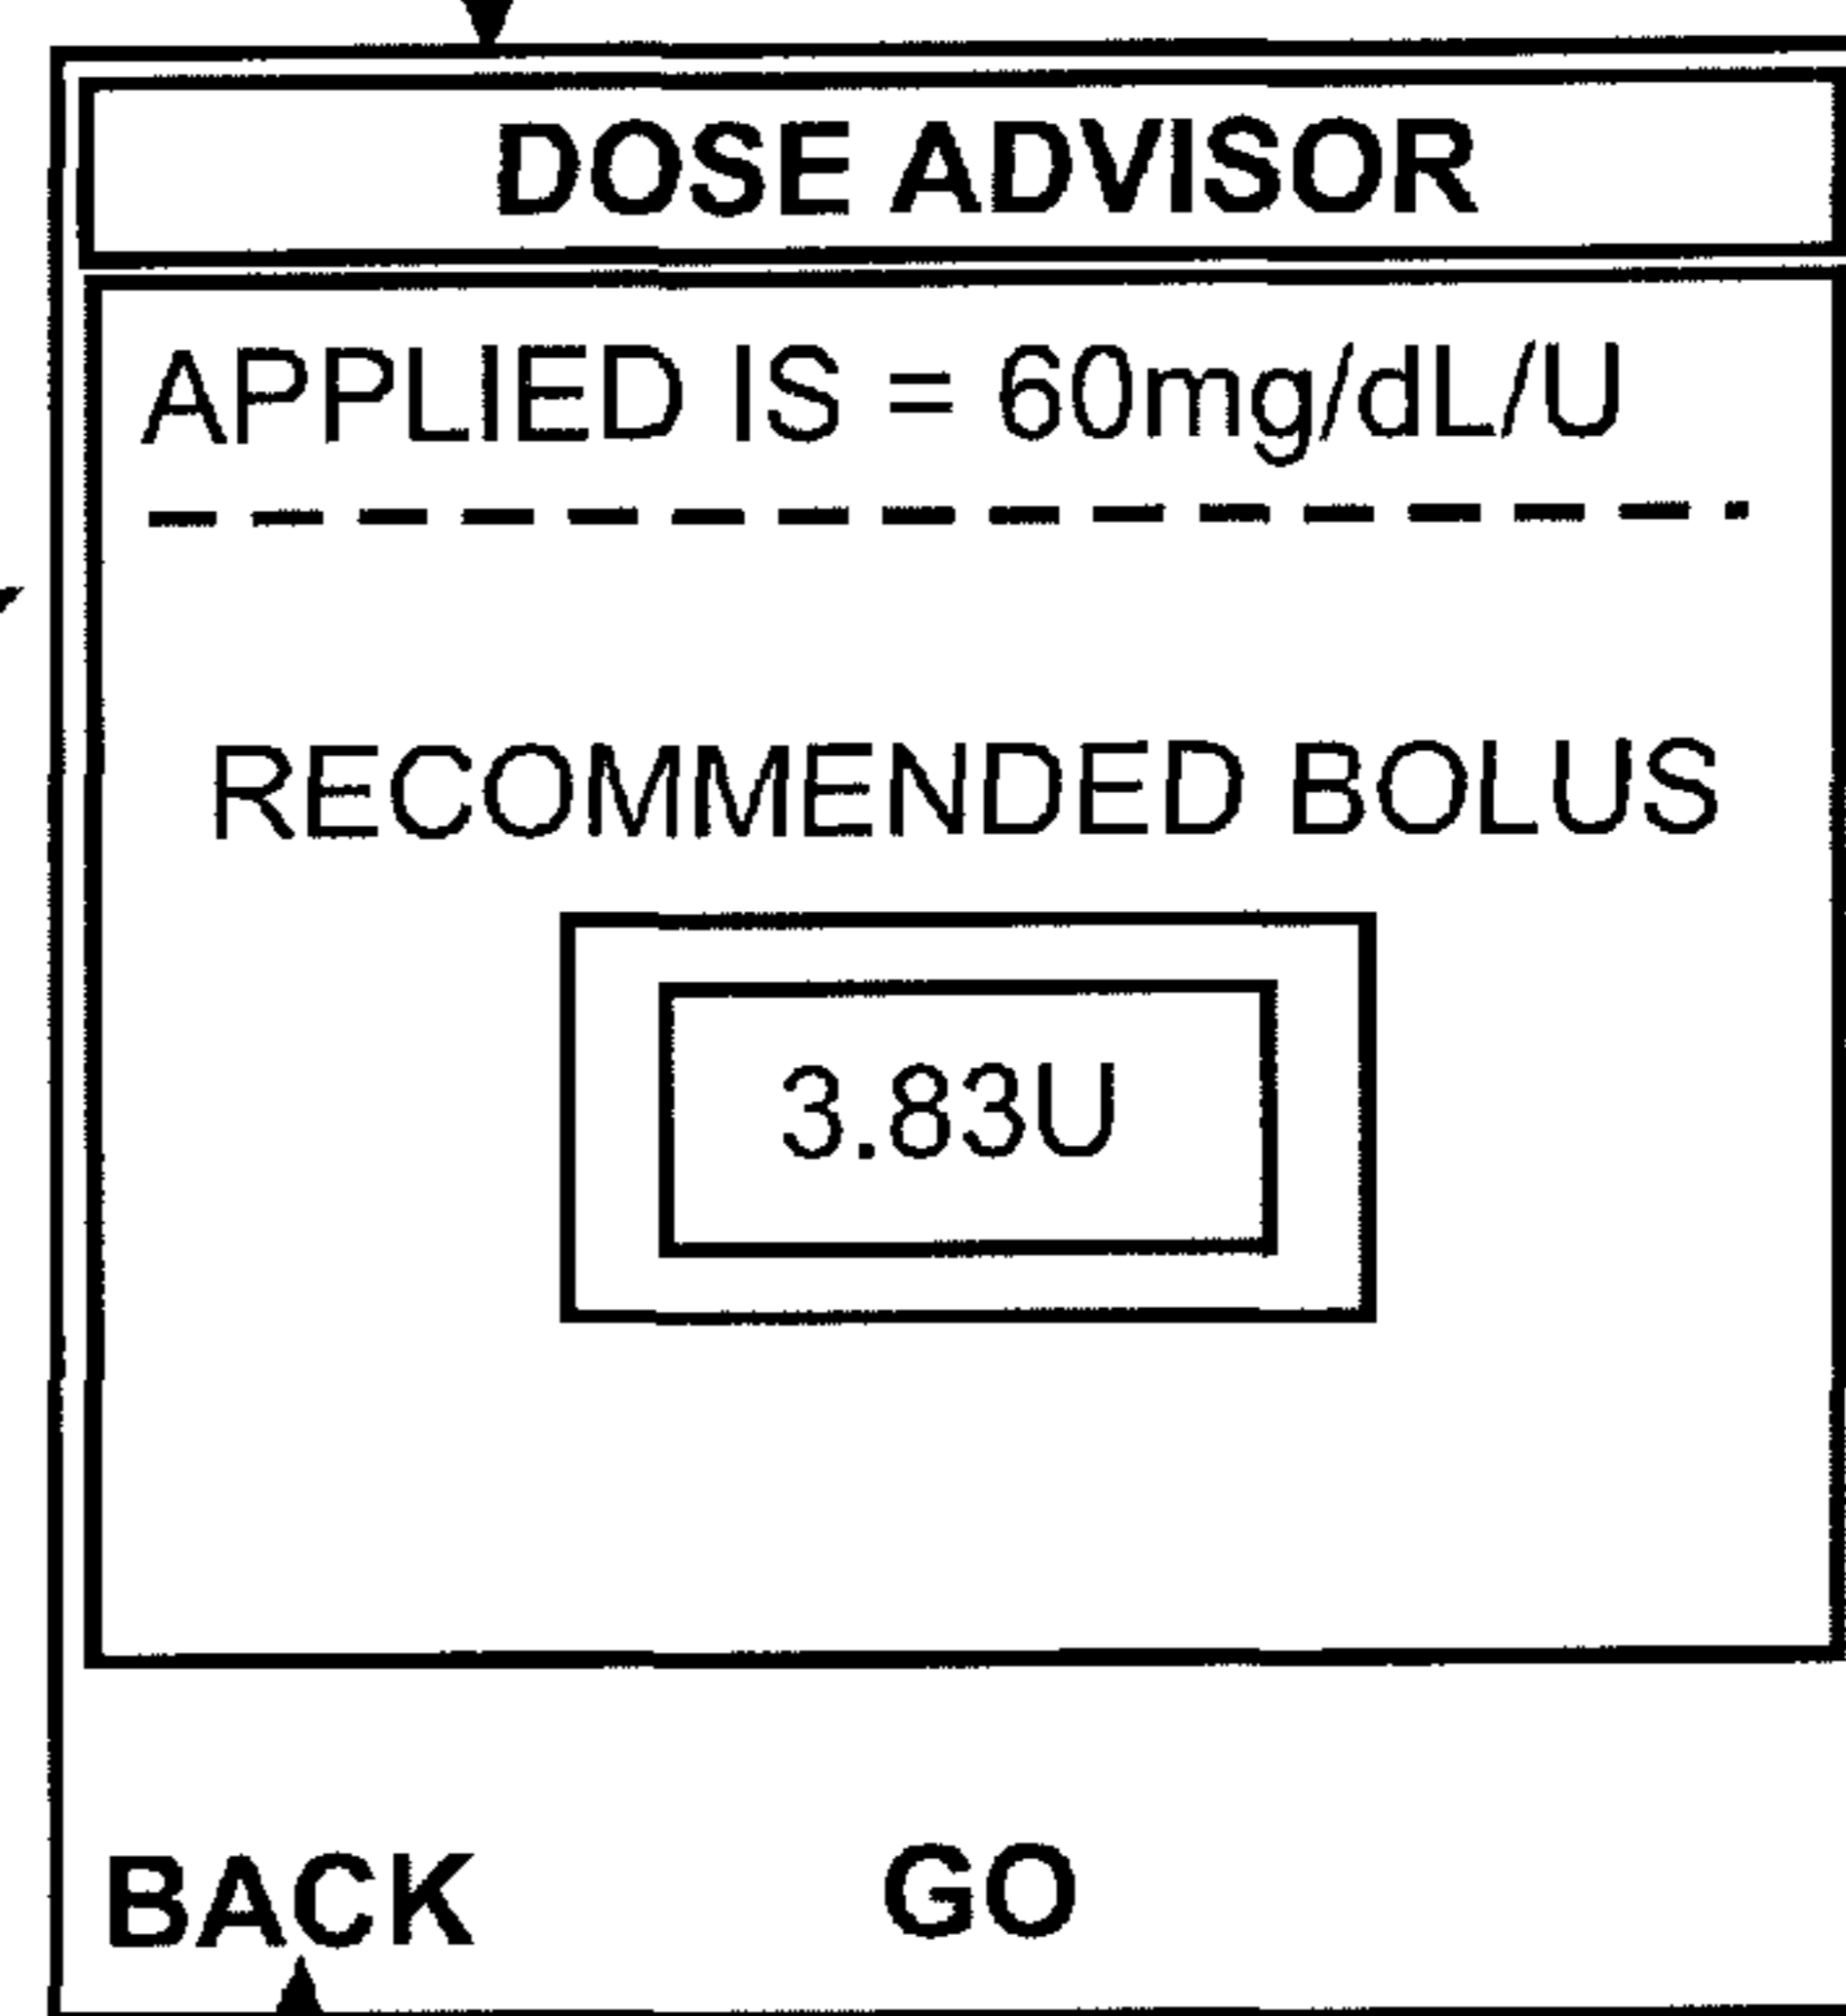 DOSE ADVISOR
APPLIED IS = 60mg/dL/U
RECOMMENDED BOLUS
3.83U
BACK GO